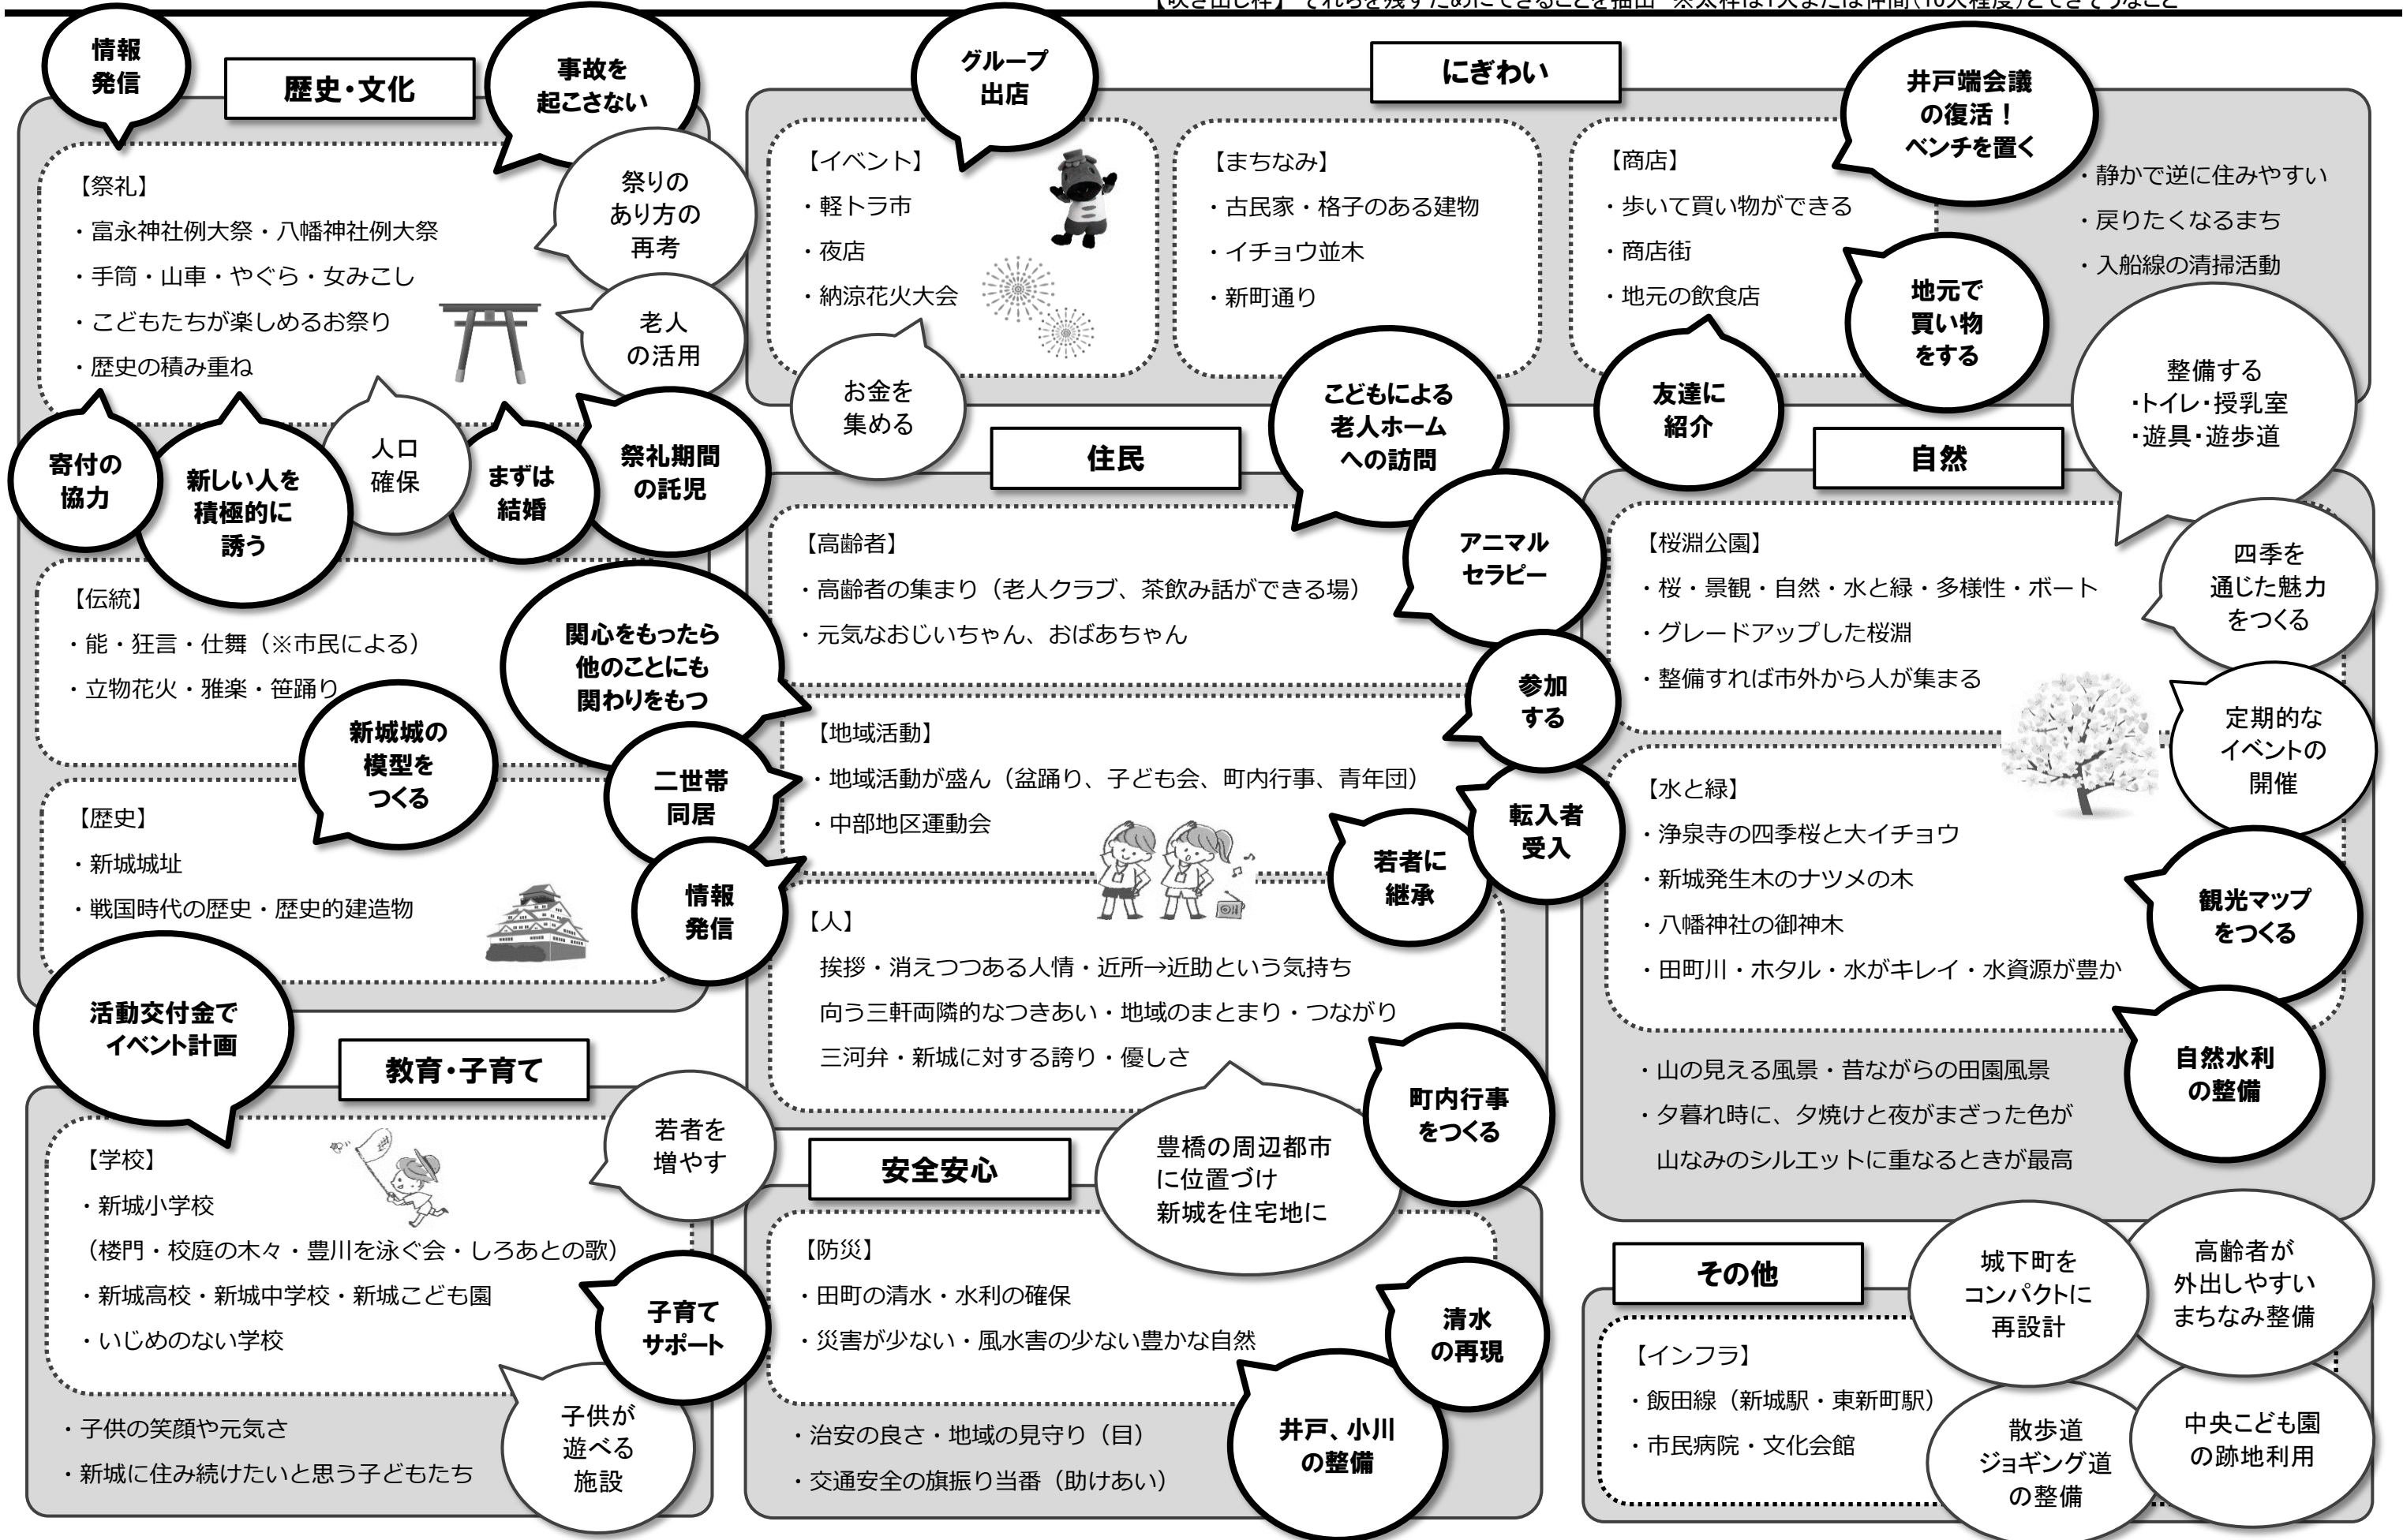 【吹き出し枠】 それらを残すためにできることを抽出 ※太枠は1人または仲間(10人程度)とできそうなこと
歴史・文化
情報
発信
事故を
起こさない
【祭礼】
・富永神社例大祭・八幡神社例大祭
・手筒・山車・やぐら・女みこし
・こどもたちが楽しめるお祭り
・歴史の積み重ね
祭りの
あり方の
再考
老人
の活用
寄付の
協力
新しい人を
積極的に
誘う
人口
確保
まずは
結婚
祭礼期間
の託児
【伝統】
・能・狂言・仕舞（※市民による）
・立物花火・雅楽・笹踊り
新城城の
模型を
つくる
【歴史】
・新城城址
・戦国時代の歴史・歴史的建造物
にぎわい
グループ
出店
【イベント】
・軽トラ市
・夜店
・納涼花火大会
お金を
集める
【まちなみ】
・古民家・格子のある建物
・イチョウ並木
・新町通り
【商店】
・歩いて買い物ができる
・商店街
・地元の飲食店
井戸端会議
の復活！
ベンチを置く
地元で
買い物
をする
友達に
紹介
・静かで逆に住みやすい
・戻りたくなるまち
・入船線の清掃活動
住民
こどもによる
老人ホーム
への訪問
アニマル
セラピー
【高齢者】
・高齢者の集まり（老人クラブ、茶飲み話ができる場）
・元気なおじいちゃん、おばあちゃん
関心をもったら
他のことにも
関わりをもつ
参加
する
【地域活動】
・地域活動が盛ん（盆踊り、子ども会、町内行事、青年団）
・中部地区運動会
二世帯
同居
転入者
受入
若者に
継承
情報
発信
【人】
挨拶・消えつつある人情・近所→近助という気持ち
向う三軒両隣的なつきあい・地域のまとまり・つながり
三河弁・新城に対する誇り・優しさ
町内行事
をつくる
豊橋の周辺都市
に位置づけ
新城を住宅地に
自然
整備する
・トイレ・授乳室
・遊具・遊歩道
【桜淵公園】
・桜・景観・自然・水と緑・多様性・ボート
・グレードアップした桜淵
・整備すれば市外から人が集まる
四季を
通じた魅力
をつくる
定期的な
イベントの
開催
【水と緑】
・浄泉寺の四季桜と大イチョウ
・新城発生木のナツメの木
・八幡神社の御神木
・田町川・ホタル・水がキレイ・水資源が豊か
観光マップ
をつくる
自然水利
の整備
・山の見える風景・昔ながらの田園風景
・夕暮れ時に、夕焼けと夜がまざった色が
山なみのシルエットに重なるときが最高
教育・子育て
活動交付金で
イベント計画
【学校】
・新城小学校
（楼門・校庭の木々・豊川を泳ぐ会・しろあとの歌）
・新城高校・新城中学校・新城こども園
・いじめのない学校
若者を
増やす
子育て
サポート
子供が
遊べる
施設
・子供の笑顔や元気さ
・新城に住み続けたいと思う子どもたち
安全安心
【防災】
・田町の清水・水利の確保
・災害が少ない・風水害の少ない豊かな自然
清水
の再現
井戸、小川
の整備
・治安の良さ・地域の見守り（目）
・交通安全の旗振り当番（助けあい）
その他
【インフラ】
・飯田線（新城駅・東新町駅）
・市民病院・文化会館
城下町を
コンパクトに
再設計
高齢者が
外出しやすい
まちなみ整備
散歩道
ジョギング道
の整備
中央こども園
の跡地利用